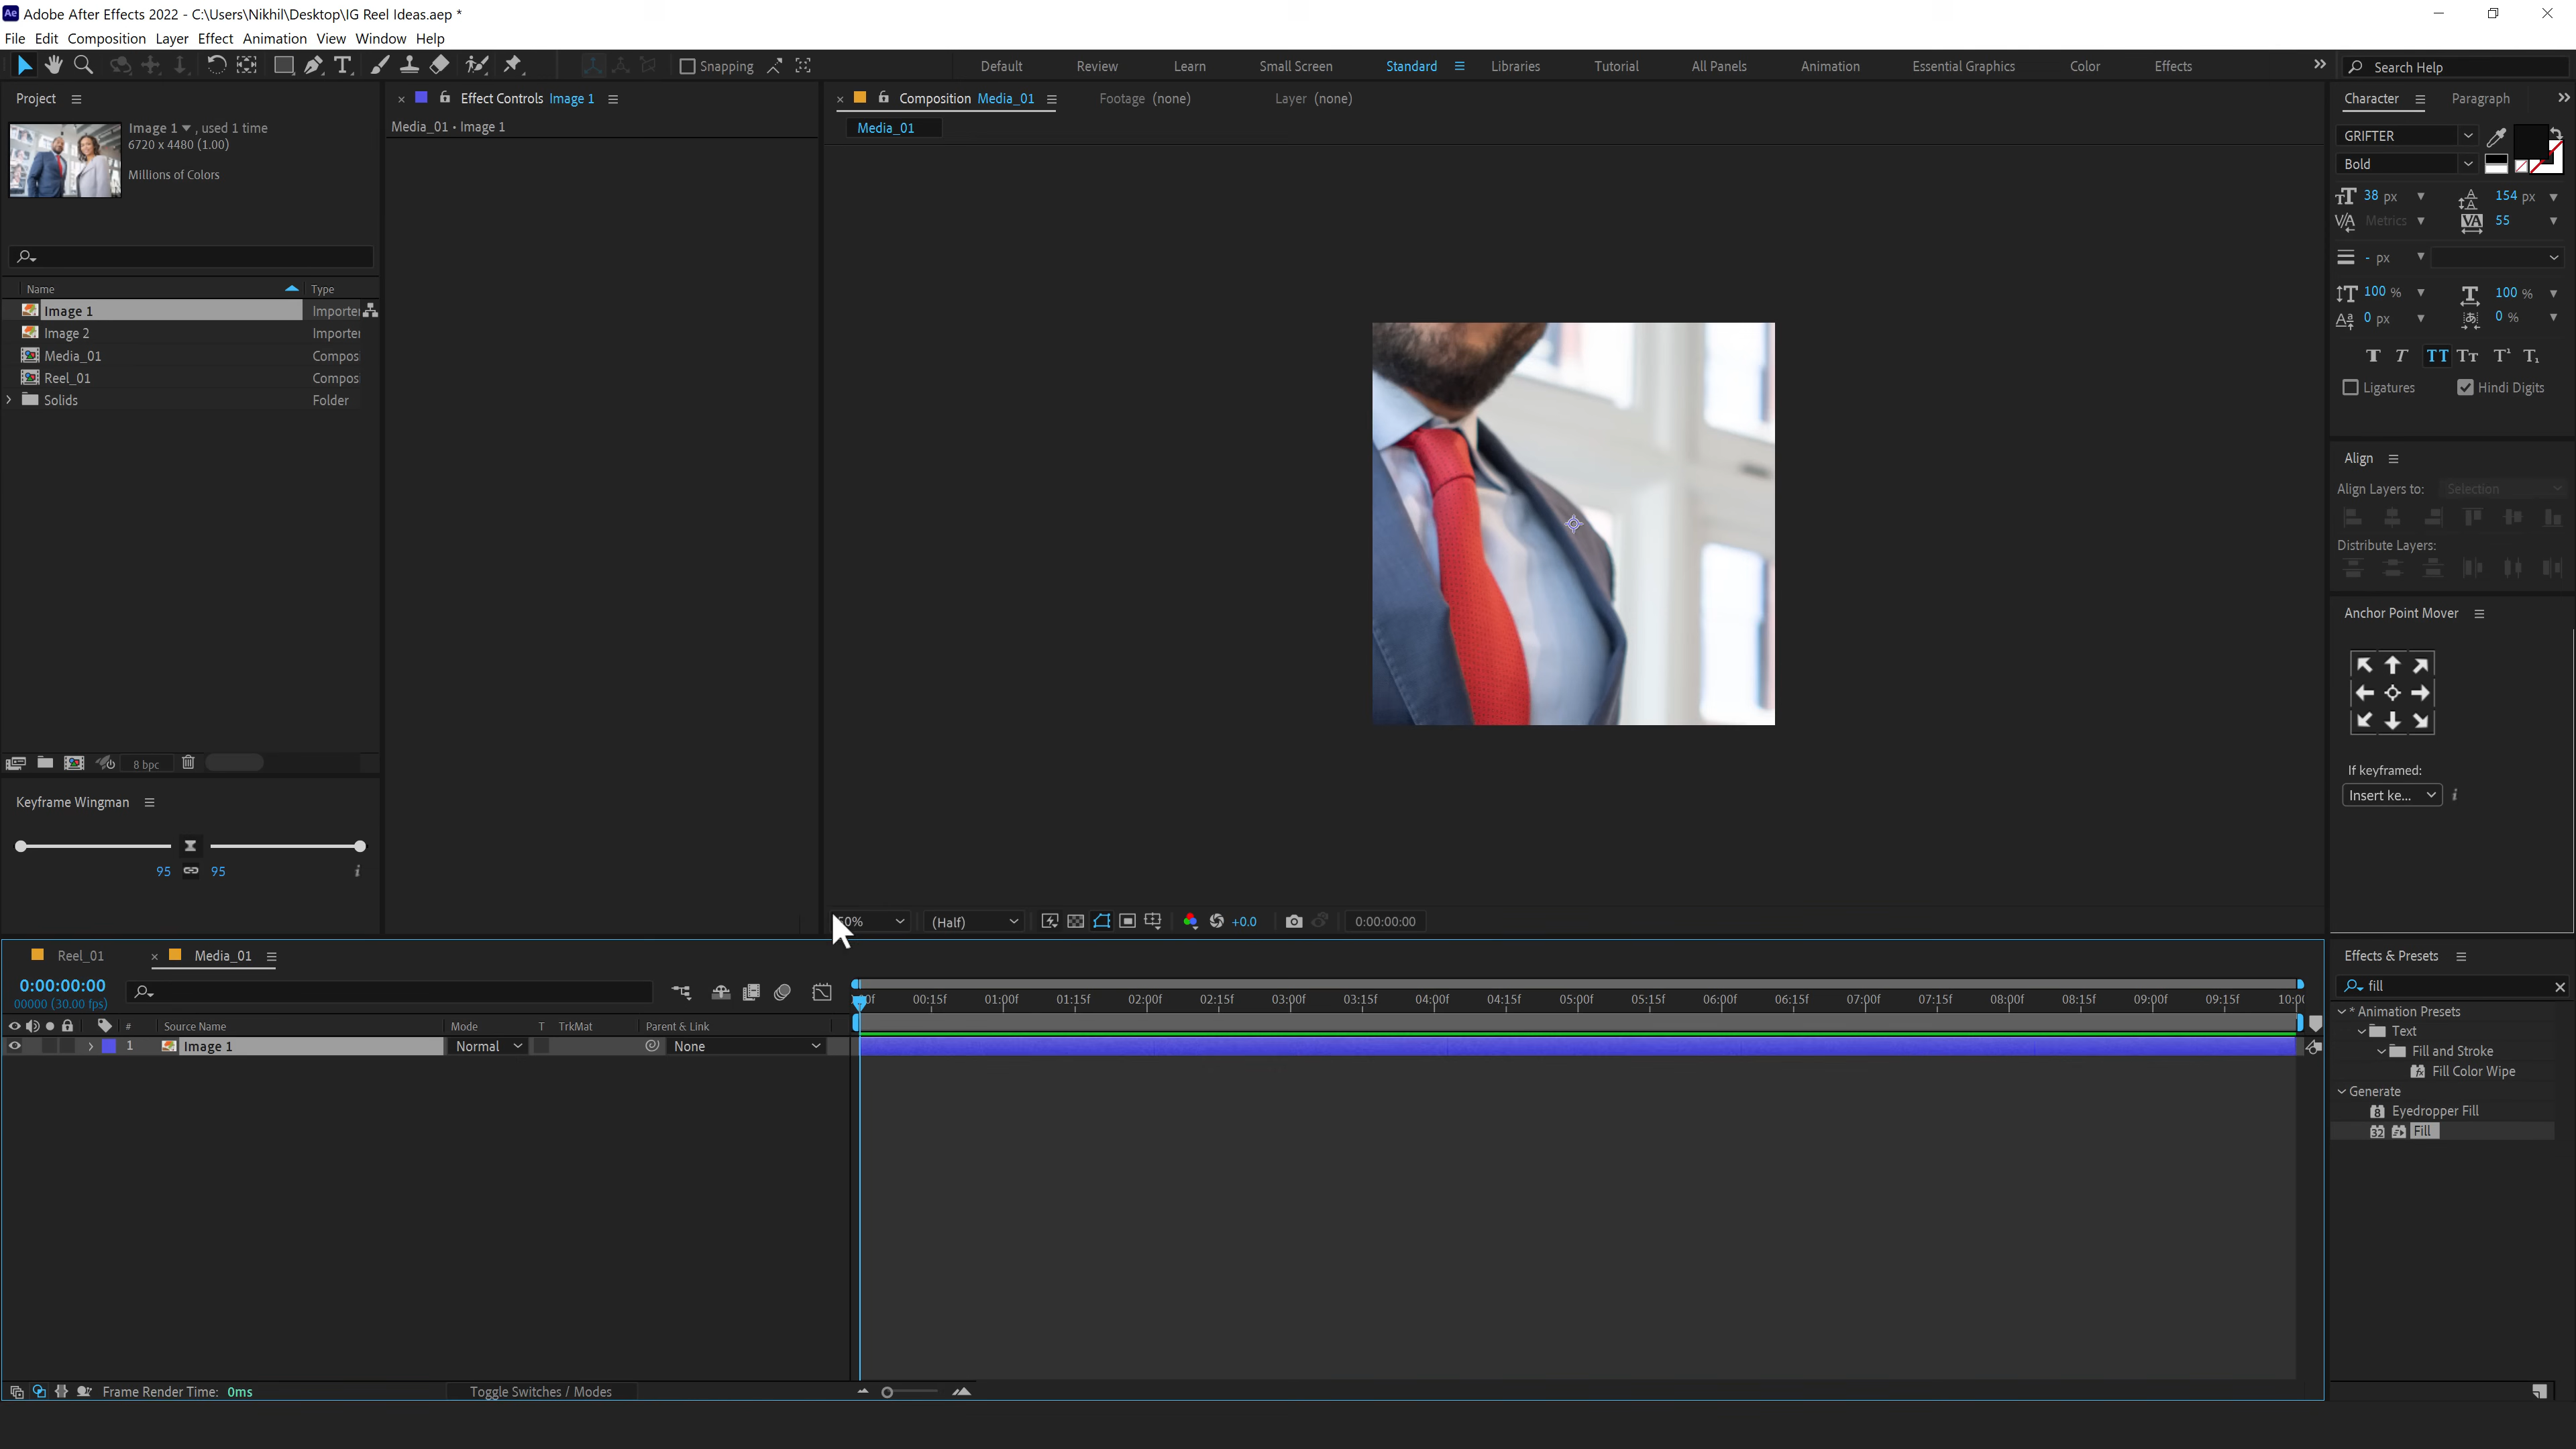 Adobe After Effects 2022 - C:\Users\Nikhil\Desktop\IG Reel Ideas.aep *
File Edit Composition Layer Effect Animation View Window Help
Snapping
Default Review Learn Small Screen Standard Libraries Tutorial All Panels Animation Essential Graphics Color Effects
Search Help
Project
Image 1 , used 1 time
6720 x 4480 (1.00)
Millions of Colors
Name Type
Image 1 Importe
Image 2 Importe
Media_01 Compos
Reel_01 Compos
Solids Folder
8 bpc
Keyframe Wingman
95 95
Effect Controls Image 1
Media_01 • Image 1
Composition Media_01 Footage (none) Layer (none)
Media_01
(Half) +0.0 0:00:00:00
Character Paragraph
GRIFTER
Bold
38 px 154 px
Metrics 55
- px
100 % 100 %
0 px 0 %
TT Tt T¹ T₁
Ligatures Hindi Digits
Align
Align Layers to: Selection
Distribute Layers:
Anchor Point Mover
If keyframed:
Insert ke...
Reel_01 Media_01
0:00:00:00
00000 (30.00 fps)
00:15f 01:00f 01:15f 02:00f 02:15f 03:00f 03:15f 04:00f 04:15f 05:00f 05:15f 06:00f 06:15f 07:00f 07:15f 08:00f 08:15f 09:00f 09:15f
# Source Name Mode T TrkMat Parent & Link
1 Image 1 Normal None
Frame Render Time: 0ms
Toggle Switches / Modes
Effects & Presets
fill
* Animation Presets
Text
Fill and Stroke
Fill Color Wipe
Generate
Eyedropper Fill
Fill